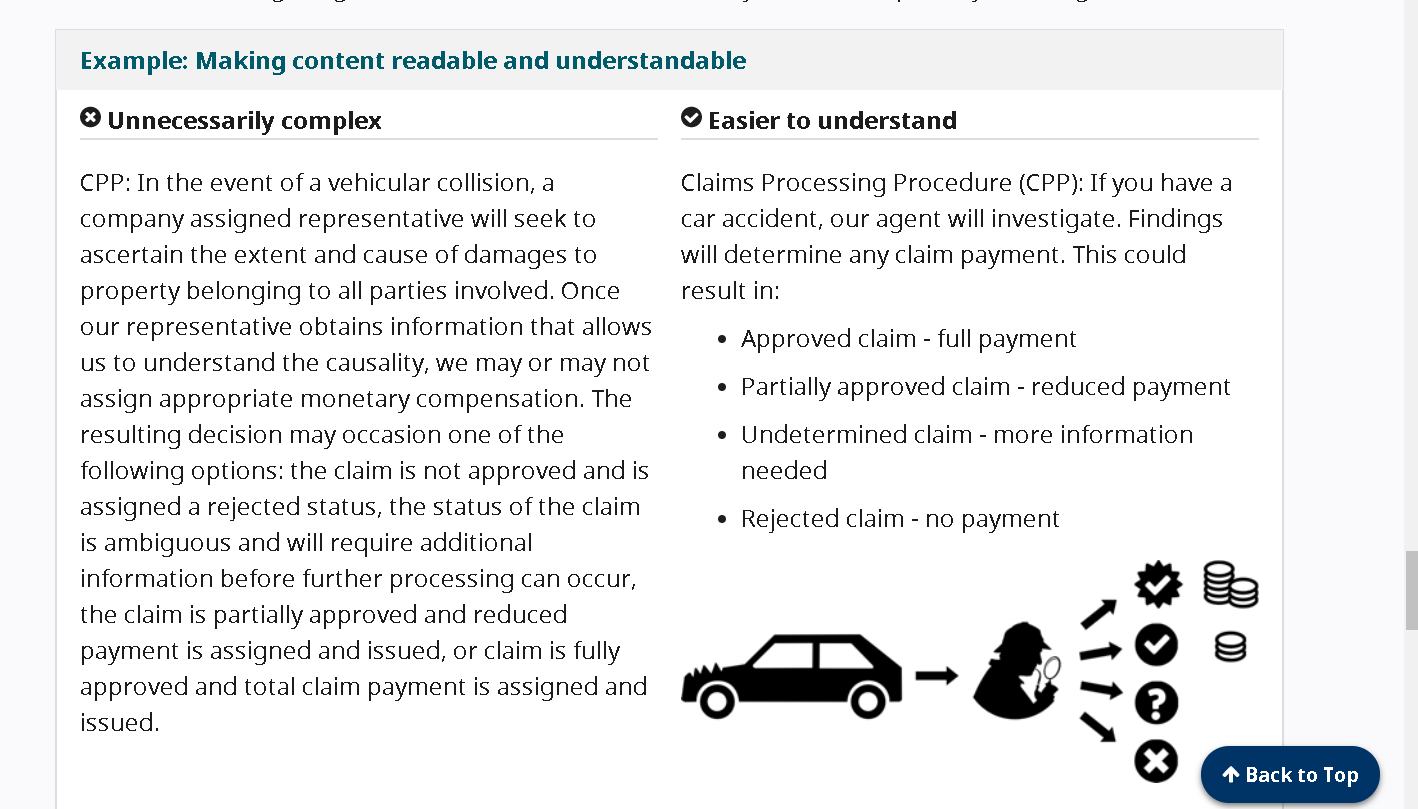 Example: Making content readable and understandable
Unnecessarily complex
CPP: In the event of a vehicular collision, a
company assigned representative will seek to
ascertain the extent and cause of damages to
property belonging to all parties involved. Once
our representative obtains information that allows
us to understand the causality, we may or may not
assign appropriate monetary compensation. The
resulting decision may occasion one of the
following options: the claim is not approved and is
assigned a rejected status, the status of the claim
is ambiguous and will require additional
information before further processing can occur,
the claim is partially approved and reduced
payment is assigned and issued, or claim is fully
approved and total claim payment is assigned and
issued.
Easier to understand
Claims Processing Procedure (CPP): If you have a
car accident, our agent will investigate. Findings
will determine any claim payment. This could
result in:
• Approved claim - full payment
• Partially approved claim - reduced payment
• Undetermined claim - more information
needed
• Rejected claim - no payment
?
Back to Top